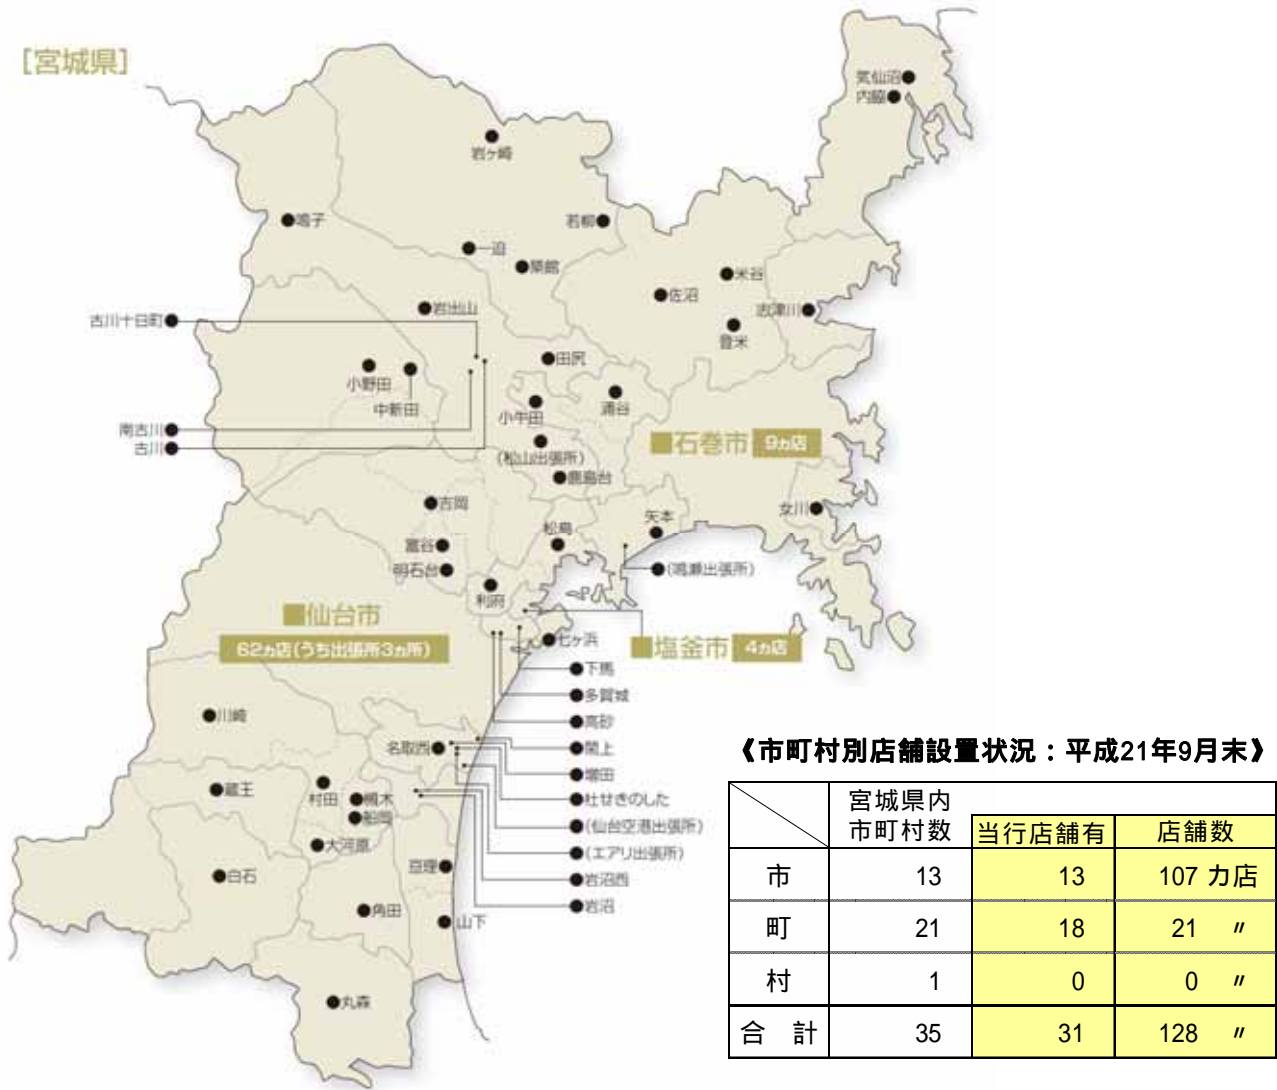 [宮城県]
気仙沼
内脇
岩ヶ崎
鳴子
若柳
一迫
築館
米谷
佐沼
志津川
登米
岩出山
古川十日町
田尻
小野田
中新田
涌谷
小牛田
南古川
古川
(松山出張所)
鹿島台
■石巻市 9ヵ店
女川
吉岡
矢本
松島
富谷
明石台
(鳴瀬出張所)
利府
■仙台市
62ヵ店(うち出張所3ヵ所)
七ヶ浜
■塩釜市 4ヵ店
下馬
多賀城
高砂
閖上
増田
杜せきのした
(仙台空港出張所)
(エアリ出張所)
岩沼西
岩沼
川崎
名取西
蔵王
村田
槻木
船岡
大河原
亘理
白石
角田
山下
丸森
《市町村別店舗設置状況:平成21年9月末》
宮城県内
市町村数 当行店舗有 店舗数
市 13 13 107 カ店
町 21 18 21 〃
村 1 0 0 〃
合 計 35 31 128 〃